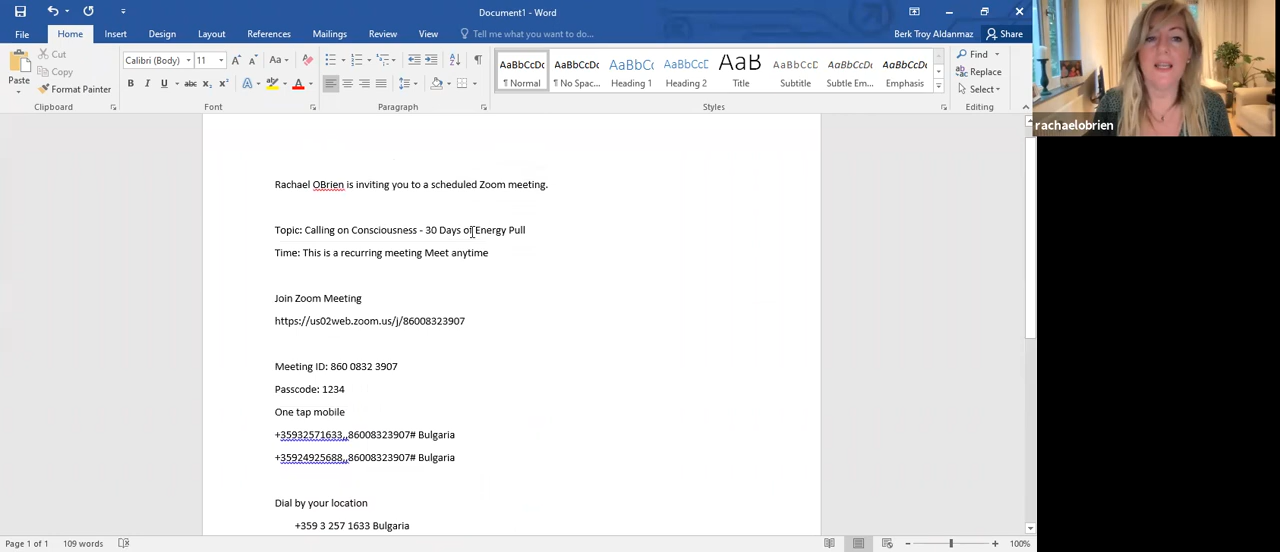 Document1 - Word
File Home Insert Design Layout References Mailings Review View Tell me what you want to do... Berk Troy Aldanmaz Share
Paste
Cut
Copy
Format Painter
Clipboard
Calibri (Body) 11
Font
Paragraph
AaBbCcDc AaBbCcDc AaBbCc AaBbCcD AaB AaBbCcD AaBbCcDc AaBbCcDc
¶ Normal ¶ No Spac... Heading 1 Heading 2 Title Subtitle Subtle Em... Emphasis
Styles
Find
Replace
Select
Editing
rachaelobrien
Rachael OBrien is inviting you to a scheduled Zoom meeting.
Topic: Calling on Consciousness - 30 Days of Energy Pull
Time: This is a recurring meeting Meet anytime
Join Zoom Meeting
https://us02web.zoom.us/j/86008323907
Meeting ID: 860 0832 3907
Passcode: 1234
One tap mobile
+35932571633,,86008323907# Bulgaria
+35924925688,,86008323907# Bulgaria
Dial by your location
+359 3 257 1633 Bulgaria
Page 1 of 1 109 words 100%